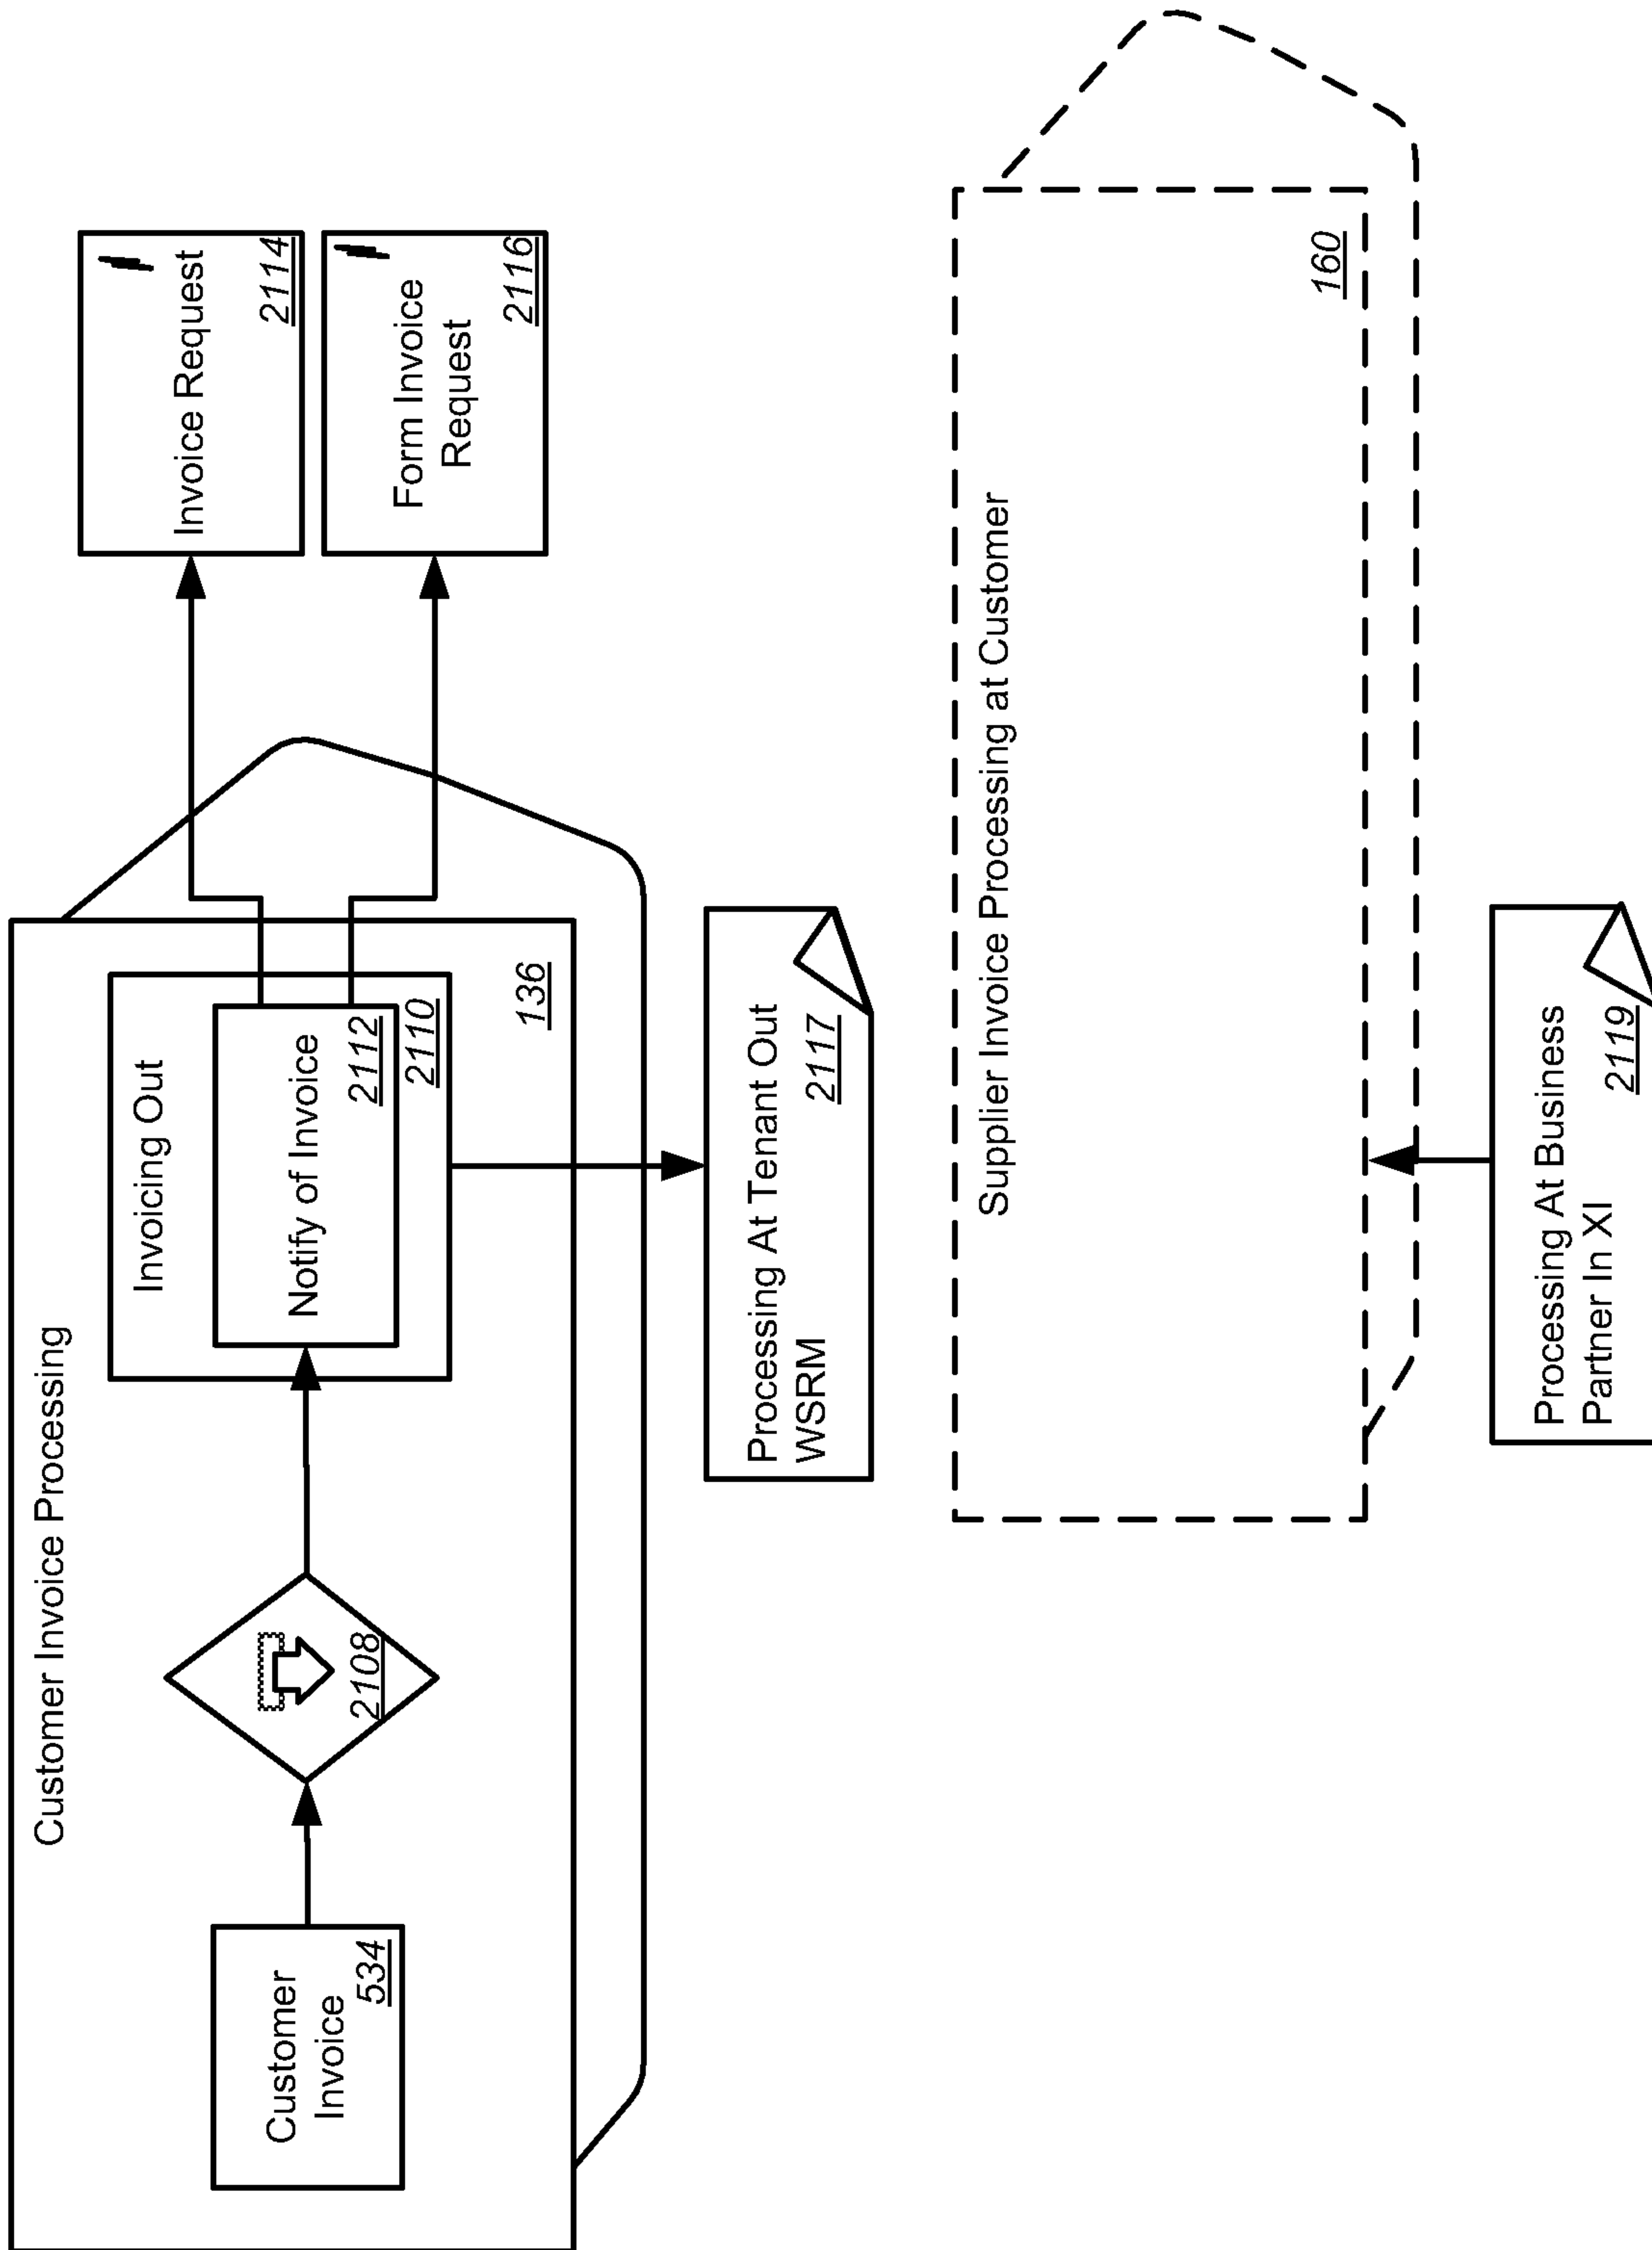 Customer Invoice Processing
Customer
Invoice
534
2108
Invoicing Out
Notify of Invoice
2112
2110
136
Invoice Request
2114
Form Invoice
Request
2116
Processing At Tenant Out
WSRM
2117
Supplier Invoice Processing at Customer
160
Processing At Business
Partner In XI
2119